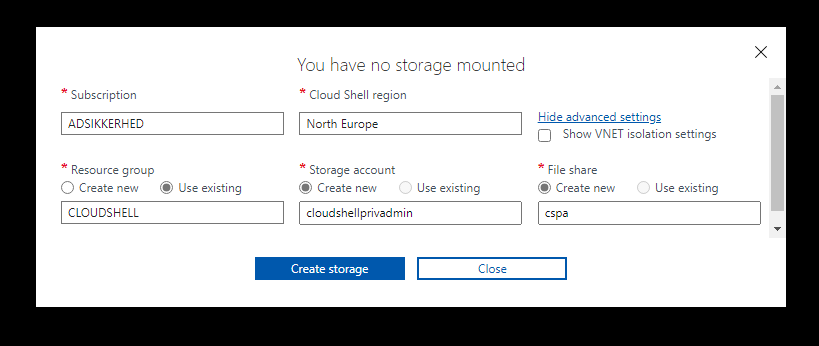 You have no storage mounted
* Subscription
ADSIKKERHED
* Cloud Shell region
North Europe
Hide advanced settings
Show VNET isolation settings
* Resource group
Create new Use existing
CLOUDSHELL
* Storage account
Create new Use existing
cloudshellprivadmin
* File share
Create new Use existing
cspa
Create storage
Close